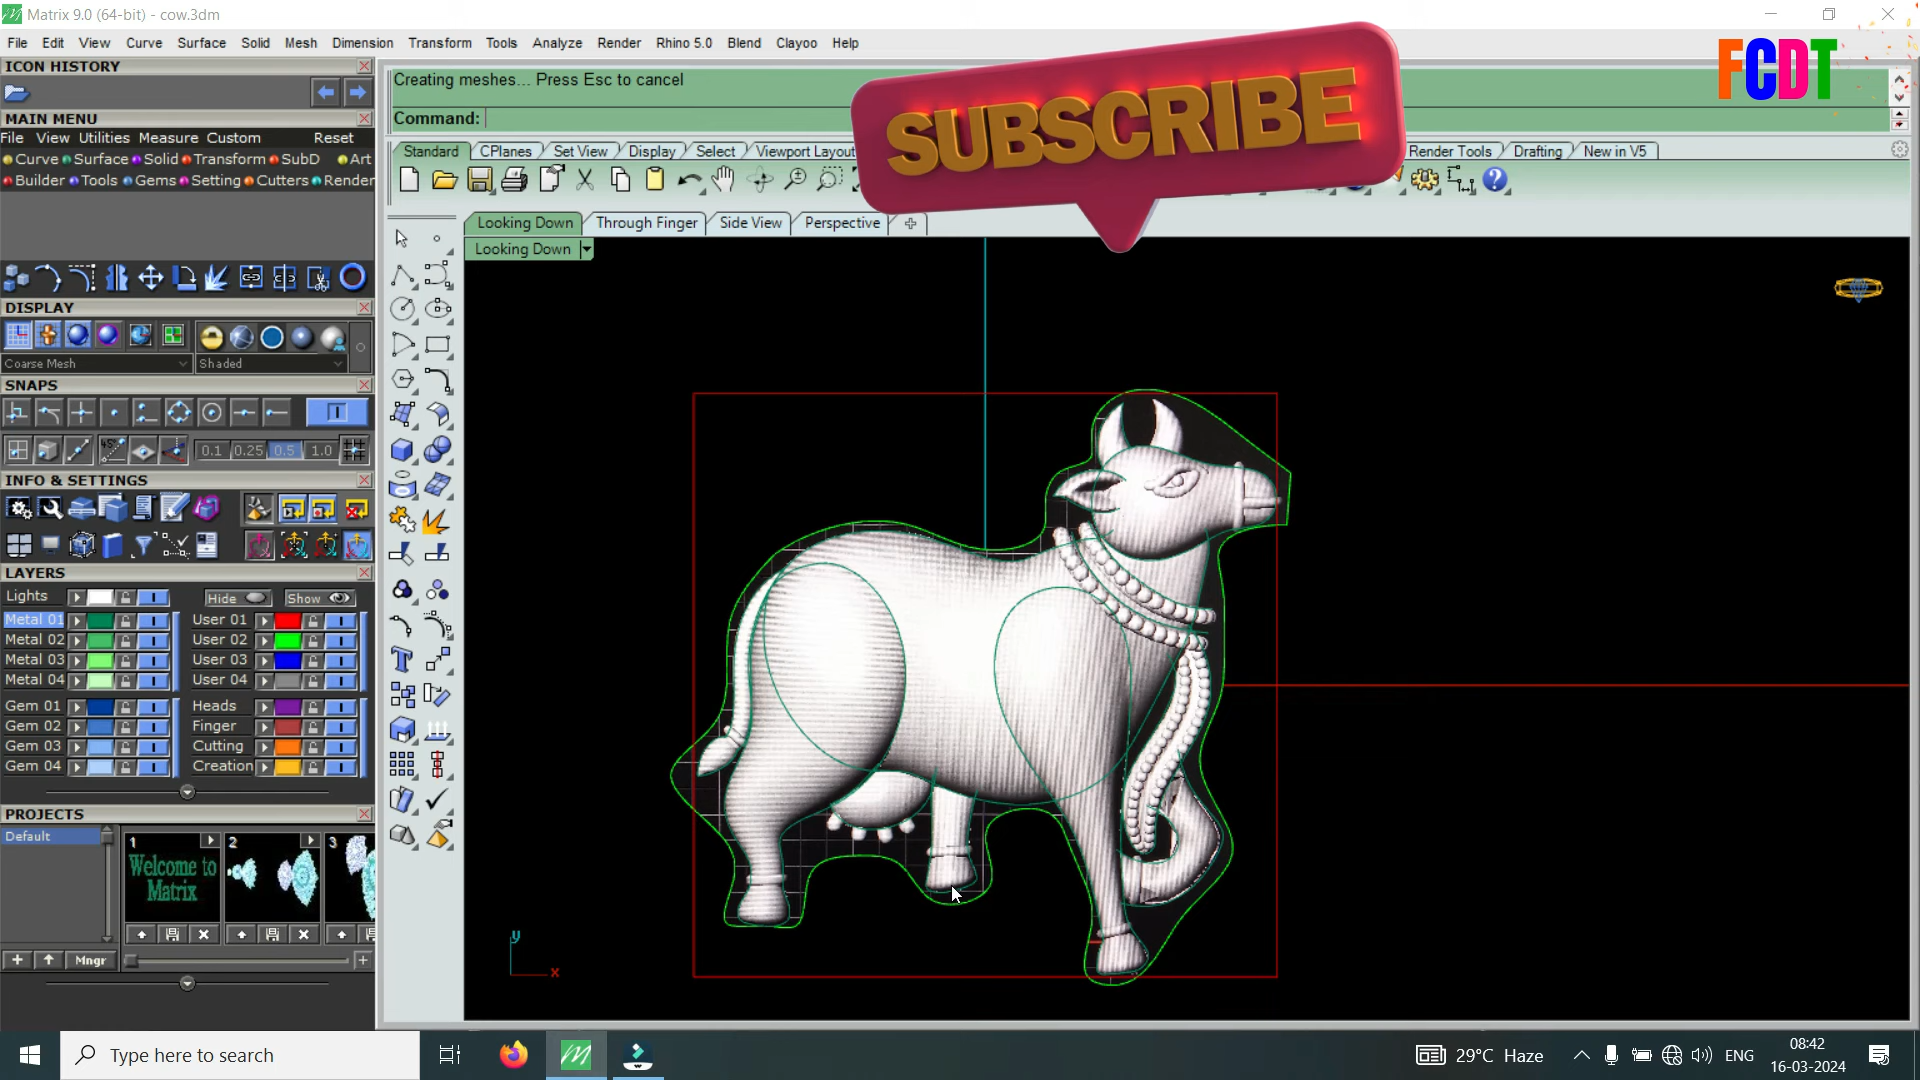 Matrix 9.0 (64-bit) - cow.3dm
File Edit View Curve Surface Solid Mesh Dimension Transform Tools Analyze Render Rhino 5.0 Blend Clayoo Help
FCDT
ICON HISTORY
Creating meshes... Press Esc to cancel
Command:
SUBSCRIBE
MAIN MENU
File View Utilities Measure Custom Reset
Curve Surface Solid Transform SubD Art
Builder Tools Gems Setting Cutters Render
Standard CPlanes Set View Display Select Viewport Layout Render Tools Drafting New in V5
Looking Down Through Finger Side View Perspective
Looking Down
DISPLAY
Coarse Mesh Shaded
SNAPS
0.1 0.25 0.5 1.0
INFO & SETTINGS
LAYERS
Lights Hide Show
Metal 01 User 01
Metal 02 User 02
Metal 03 User 03
Metal 04 User 04
Gem 01 Heads
Gem 02 Finger
Gem 03 Cutting
Gem 04 Creation
PROJECTS
Default
1 2 3
Welcome to
Matrix
Mngr
y
x
Type here to search
29°C Haze
ENG
08:42
16-03-2024